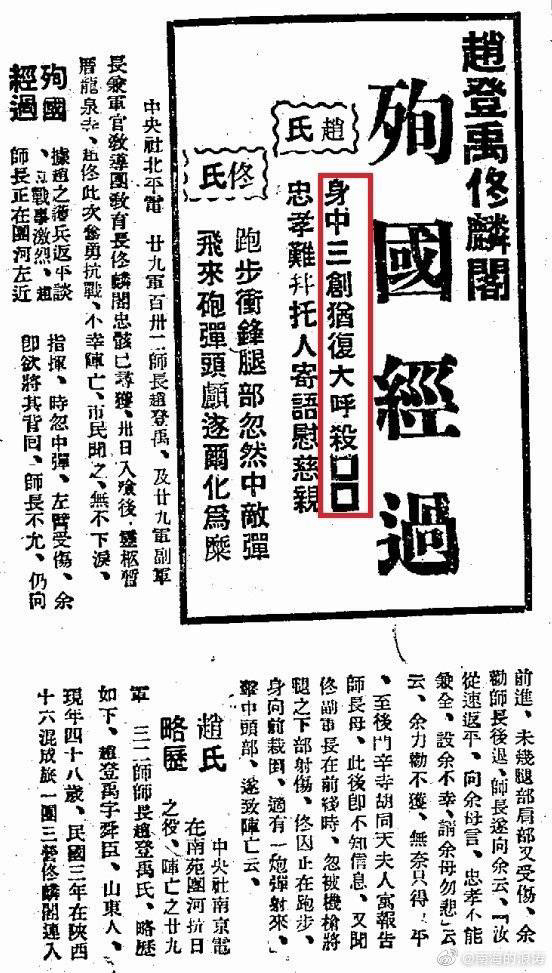 趙登禹佟麟閣
殉國經過
趙氏
身中三創猶復大呼殺口口
忠孝難幷托人寄語慰慈親
佟氏
跑步衝鋒腿部忽然中敵彈
飛來砲彈頭顱遂爾化爲糜
中央社北平電 廿九軍百卅二師長趙登禹、及廿九軍副軍
長兼軍官敎導團敎育長佟麟閣忠骸已尋獲、卅日入殮後、靈柩暫
厝龍泉寺、趙佟此次奮勇抗戰、不幸陣亡、市民聞之、無不下淚、
殉國
經過
據趙之護兵返平談
、戰事激烈、趙
師長正在團河左近
指揮、時忽中彈、左臂受傷、余
卽欲將其背回、師長不允、仍向
前進、未幾腿部肩部又受傷、余
勸師長後退、師長遂向余云、「汝
從速返平、向余母言、忠孝不能
兼全、設余不幸、請余母勿悲」云
云、余力勸不獲、無奈只得平
、至後門辛寺胡同天夫人寓報告
師長母、此後卽不知信息、又聞
佟副軍長在前綫時、忽被機槍將
腿之下部射傷、佟因正在跑步、
身向前栽倒、適有一炮彈射來、
擊中頭部、遂致陣亡云、
趙氏
略歷
中央社南京電
在南苑團河抗日
之役、陣亡之廿九
軍一三二師師長趙登禹氏、略歷
如下、趙登禹字舜臣、山東人、
現年四十八歲、民國三年在陝西
十六混成旅一團三營佟麟閣連入